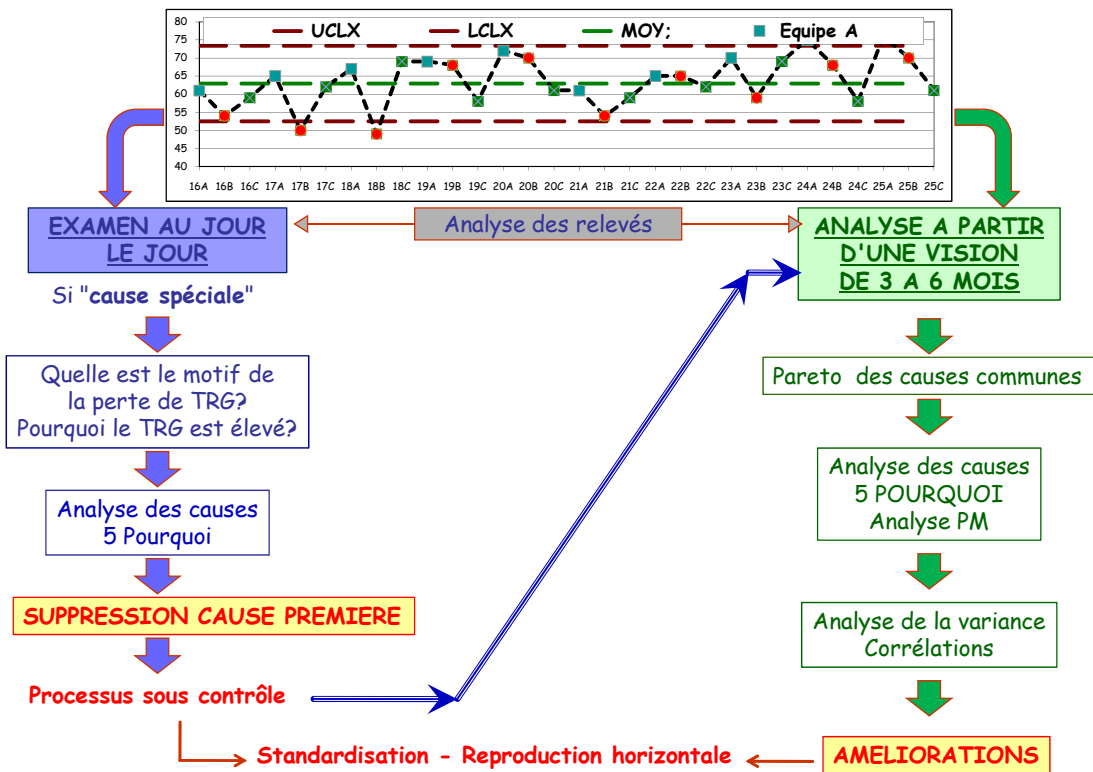 80
75
70
65
60
55
50
45
40
UCLX LCLX MOY; Equipe A
16A 16B 16C 17A 17B 17C 18A 18B 18C 19A 19B 19C 20A 20B 20C 21A 21B 21C 22A 22B 22C 23A 23B 23C 24A 24B 24C 25A 25B 25C
EXAMEN AU JOUR
LE JOUR
Analyse des relevés
ANALYSE A PARTIR
D'UNE VISION
DE 3 A 6 MOIS
Si "cause spéciale"
Quelle est le motif de
la perte de TRG?
Pourquoi le TRG est élevé?
Analyse des causes
5 Pourquoi
SUPPRESSION CAUSE PREMIERE
Processus sous contrôle
Pareto des causes communes
Analyse des causes
5 POURQUOI
Analyse PM
Analyse de la variance
Corrélations
AMELIORATIONS
Standardisation - Reproduction horizontale